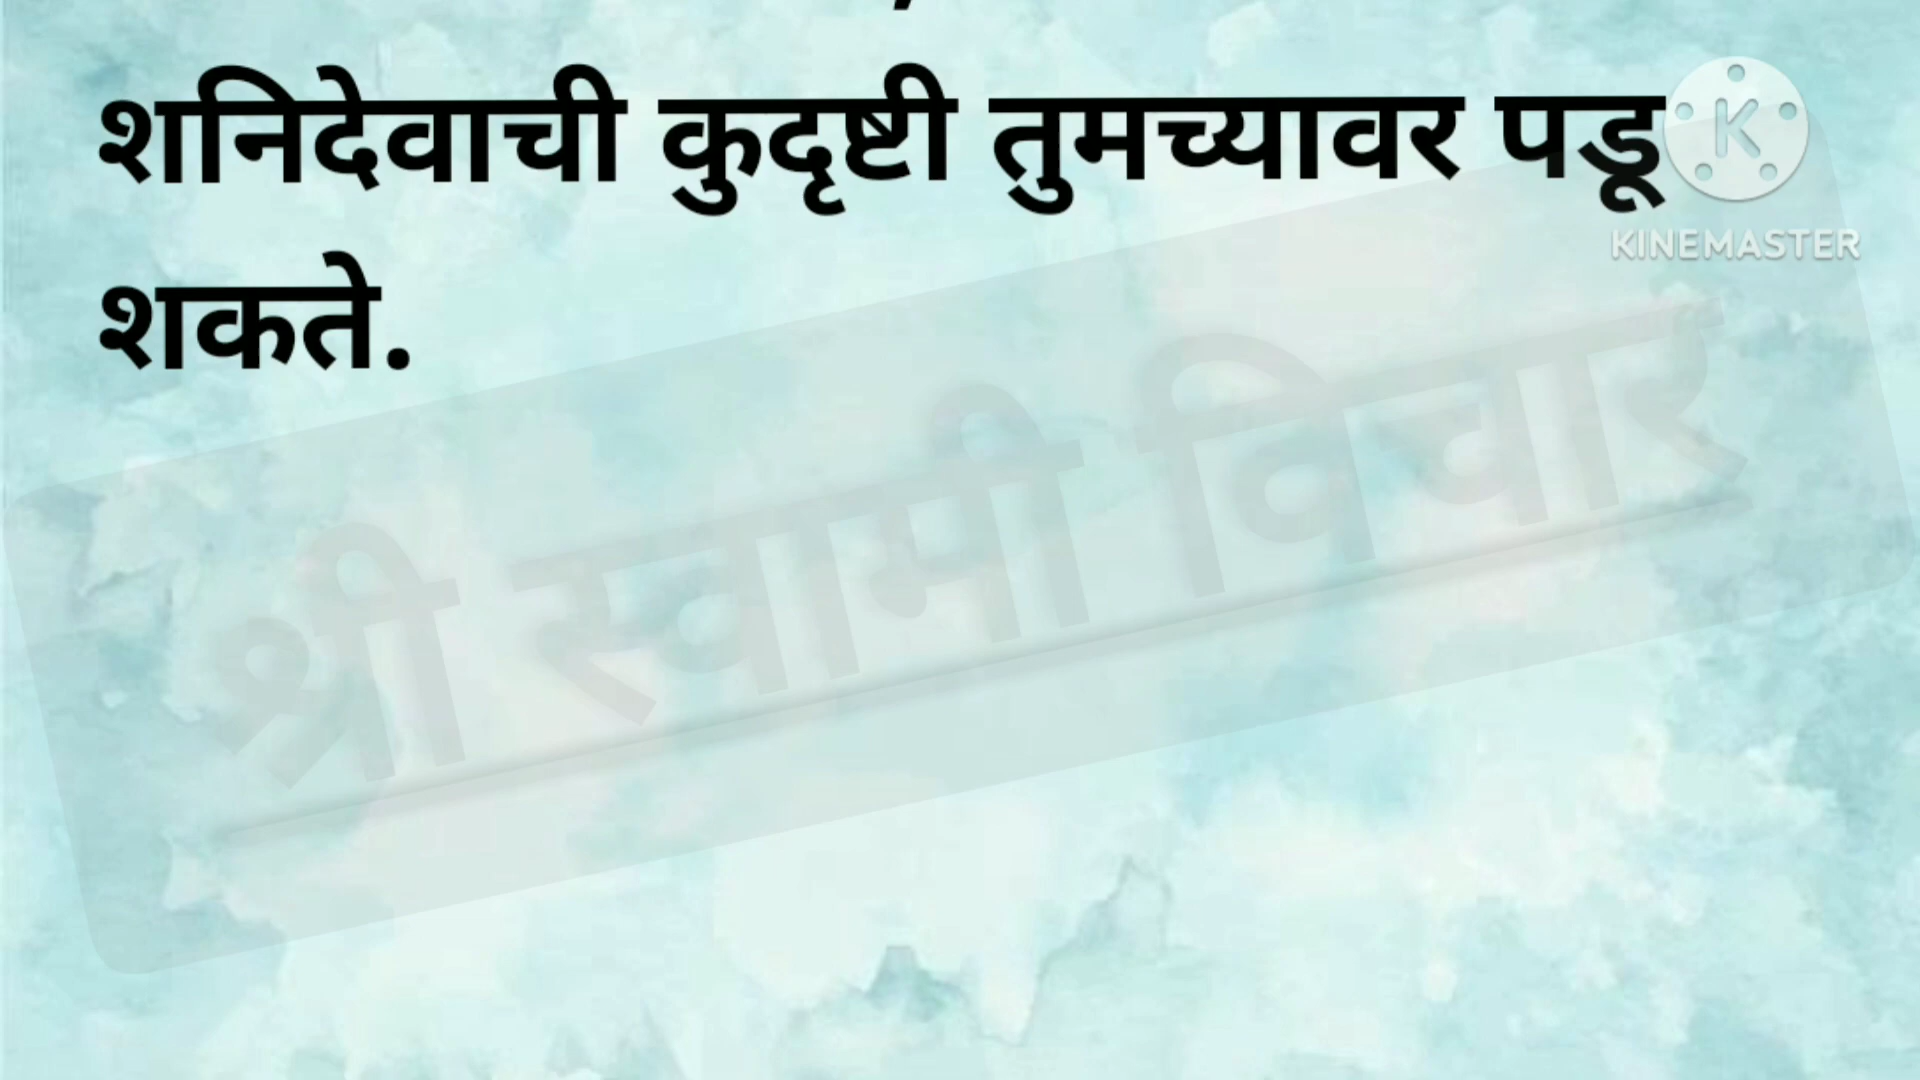 शनिदेवाची कुदृष्टी तुमच्यावर पडू
शकते.
KINEMASTER
श्री स्वामी विचार